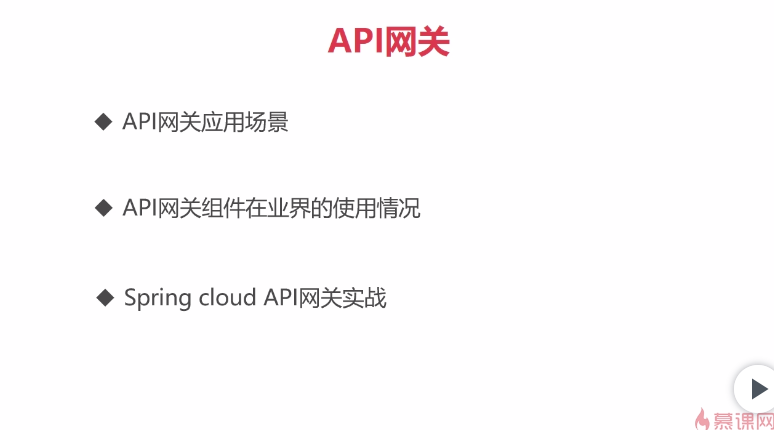 API网关
◆ API网关应用场景
◆ API网关组件在业界的使用情况
◆ Spring cloud API网关实战
慕课网